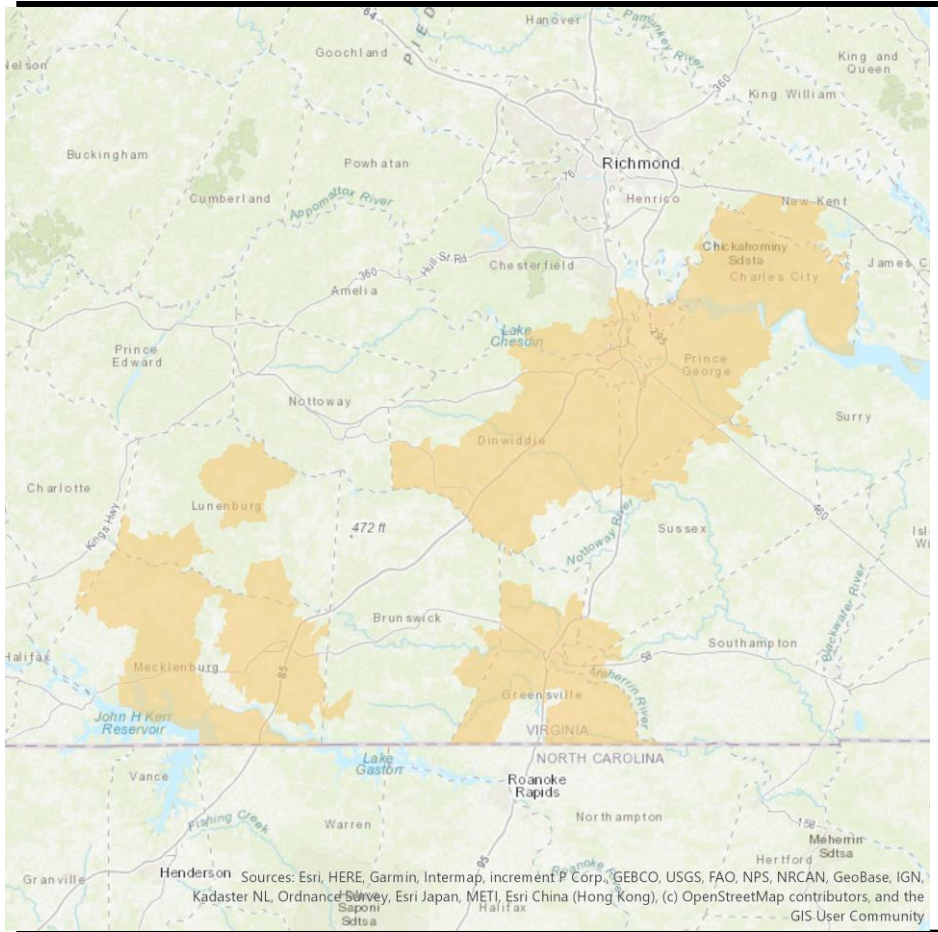 64
Hanover
Pamunkey River
P I E D
Goochland
King and
Queen
360
Nelson
King William
Buckingham
Powhatan
Richmond
76
Cumberland
Henrico
New Kent
Appomattox River
Chickahominy
Sdsta
Hull St Rd
Chesterfield
Charles City
James C
360
Amelia
Lake
Chesdin
295
Prince
Edward
Prince
George
Nottoway
Surry
Dinwiddie
Charlotte
Lunenburg
Kings Hwy
472 ft
Nottoway River
Sussex
460
Isl
Wi
Brunswick
Blackwater River
Southampton
Halifax
58
Mecklenburg
85
Meherrin River
Greensville
John H Kerr
Reservoir
VIRGINIA
NORTH CAROLINA
Lake
Gaston
Vance
Roanoke
Rapids
Fishing Creek
Warren
Northampton
158
Meherrin
Sdtsa
95
Hertford
Granville
Henderson
Roanoke
Saponi
Sdtsa
Halifax
Sources: Esri, HERE, Garmin, Intermap, increment P Corp., GEBCO, USGS, FAO, NPS, NRCAN, GeoBase, IGN,
Kadaster NL, Ordnance Survey, Esri Japan, METI, Esri China (Hong Kong), (c) OpenStreetMap contributors, and the
GIS User Community